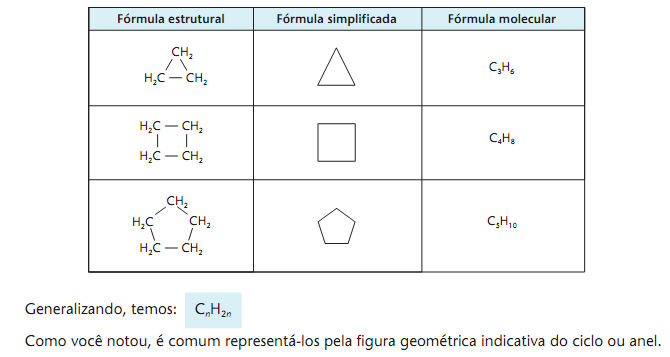 Fórmula estrutural Fórmula simplificada Fórmula molecular
CH₂
H₂C — CH₂
C₃H₆
H₂C — CH₂
H₂C — CH₂
C₄H₈
CH₂
H₂C CH₂
H₂C — CH₂
C₅H₁₀
Generalizando, temos: CₙH₂ₙ
Como você notou, é comum representá-los pela figura geométrica indicativa do ciclo ou anel.